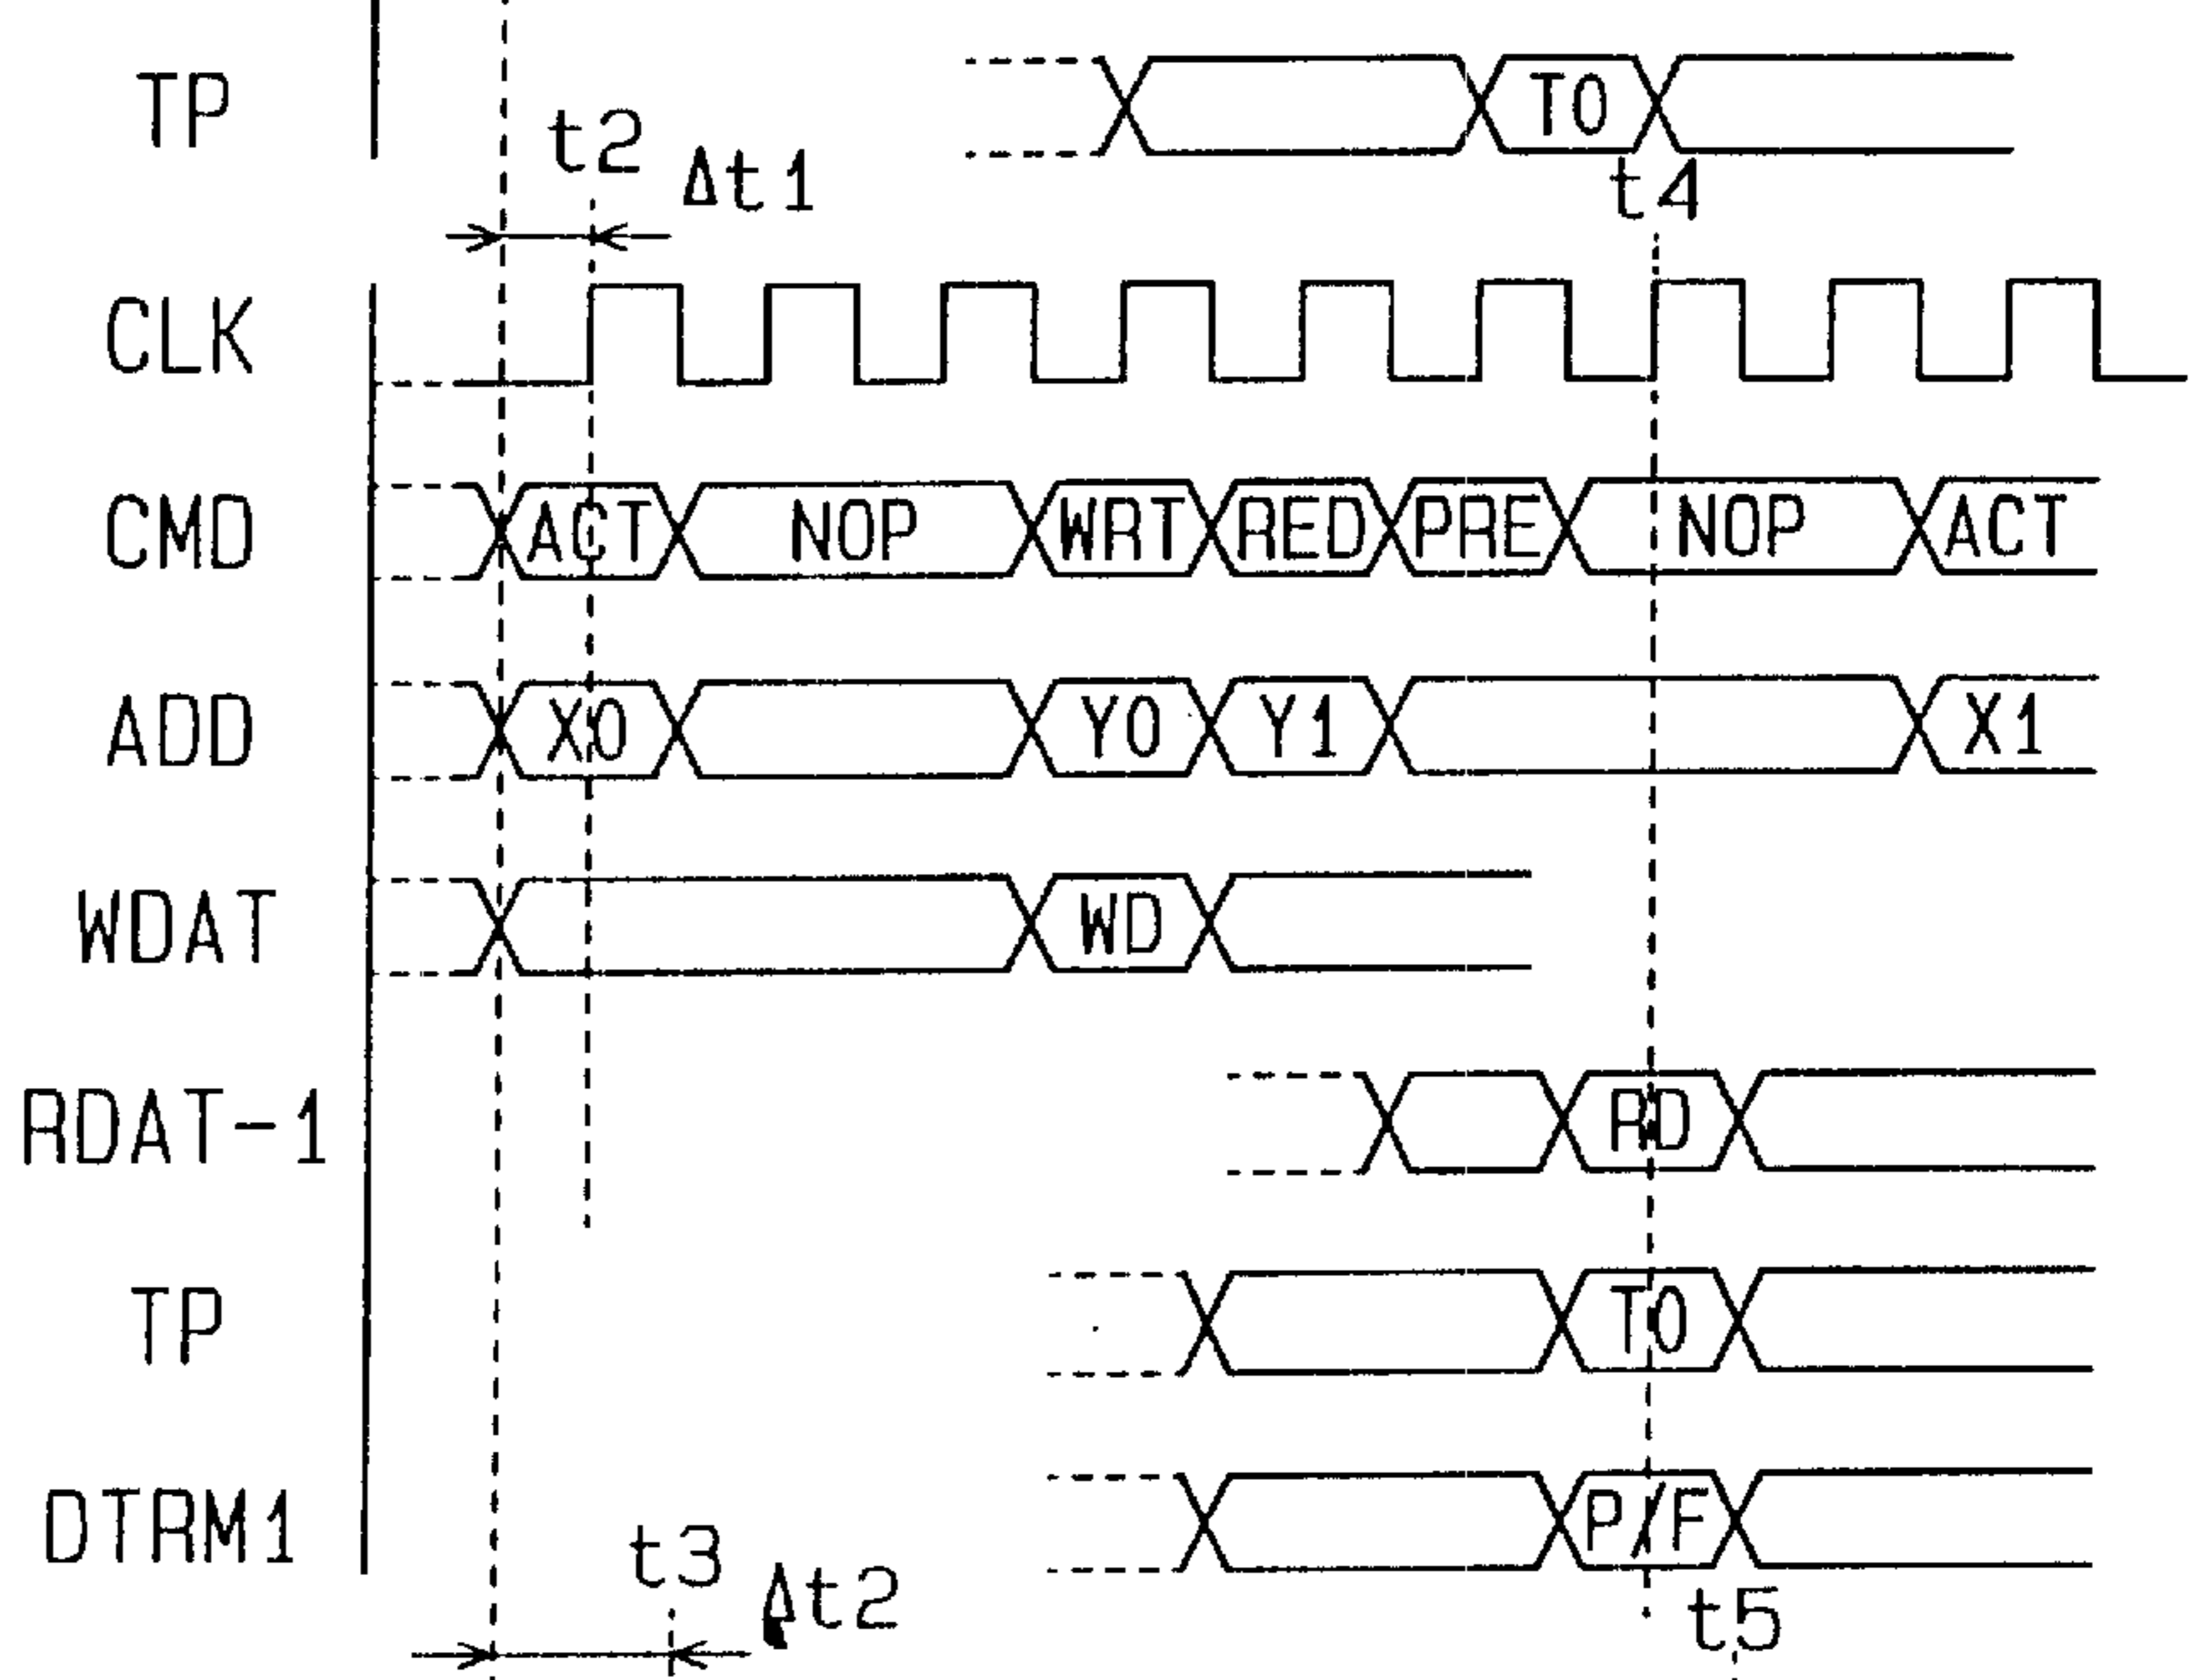 TP T0
t2 Δt1 t4
CLK
CMD ACT NOP WRT RED PRE NOP ACT
ADD X0 Y0 Y1 X1
WDAT WD
RDAT-1 RD
TP T0
DTRM1 P/F
t3 Δt2 t5